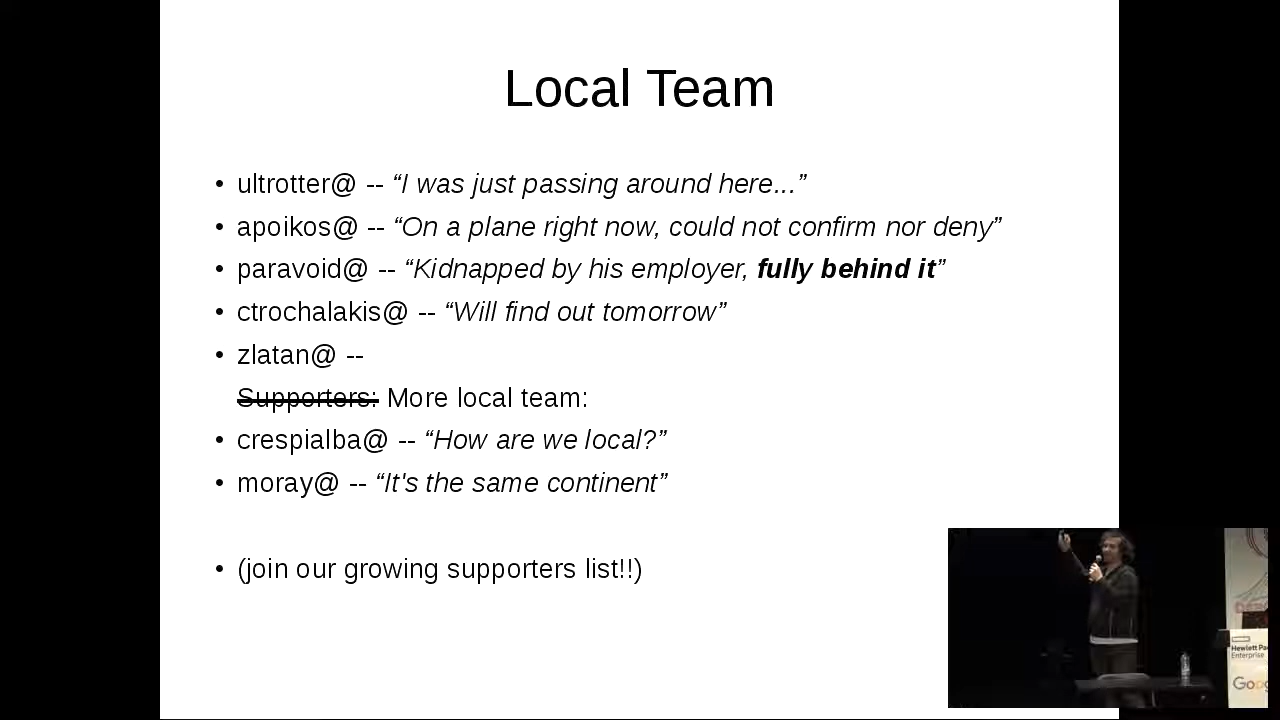 Local Team
• ultrotter@ -- “I was just passing around here...”
• apoikos@ -- “On a plane right now, could not confirm nor deny”
• paravoid@ -- “Kidnapped by his employer, fully behind it”
• ctrochalakis@ -- “Will find out tomorrow”
• zlatan@ --
Supporters: More local team:
• crespialba@ -- “How are we local?”
• moray@ -- “It's the same continent”
• (join our growing supporters list!!)
Hewlett
Enterprise